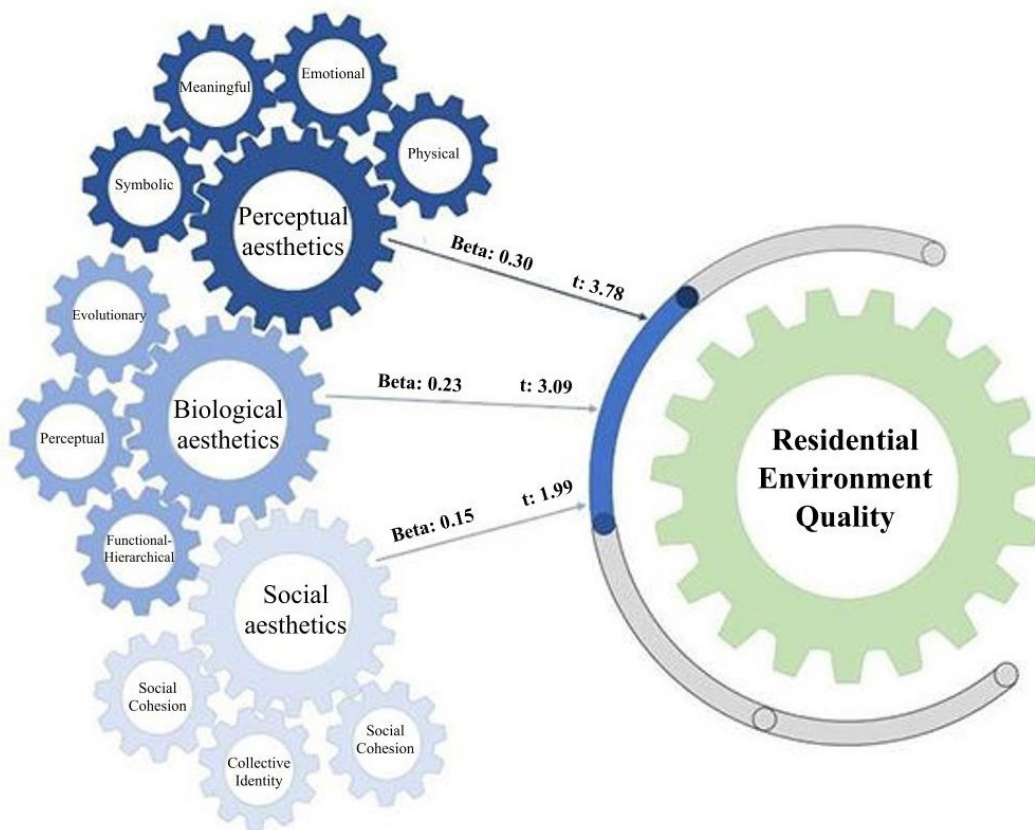 Meaningful
Emotional
Symbolic
Physical
Perceptual
aesthetics
Beta: 0.30
t: 3.78
Evolutionary
Perceptual
Functional-
Hierarchical
Biological
aesthetics
Beta: 0.23
t: 3.09
Social
aesthetics
Beta: 0.15
t: 1.99
Social
Cohesion
Collective
Identity
Social
Cohesion
Residential
Environment
Quality